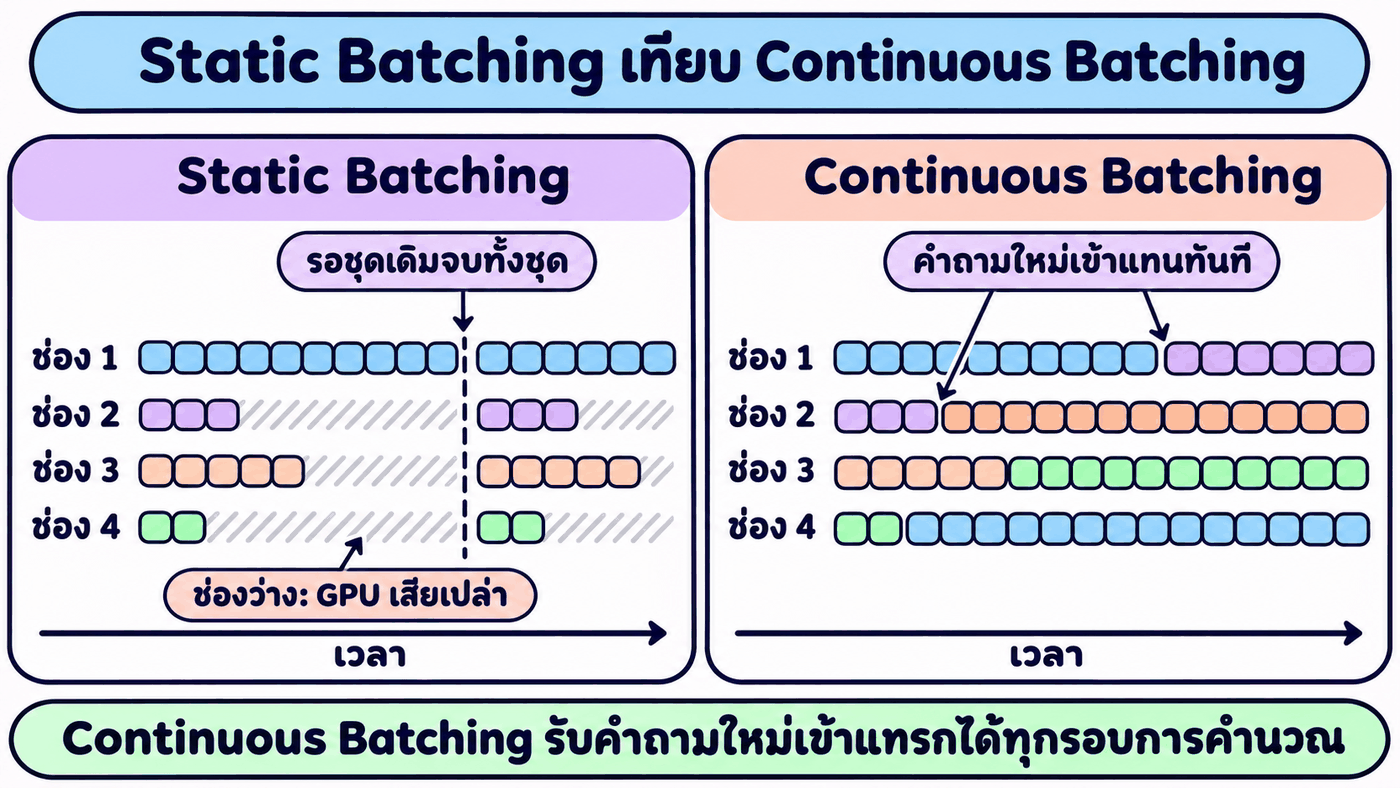 Static Batching เทียบ Continuous Batching
Static Batching
รอชุดเดิมจบทั้งชุด
ช่อง 1
ช่อง 2
ช่อง 3
ช่อง 4
ช่องว่าง: GPU เสียเปล่า
เวลา
Continuous Batching
คำถามใหม่เข้าแทนทันที
ช่อง 1
ช่อง 2
ช่อง 3
ช่อง 4
เวลา
Continuous Batching รับคำถามใหม่เข้าแทรกได้ทุกรอบการคำนวณ